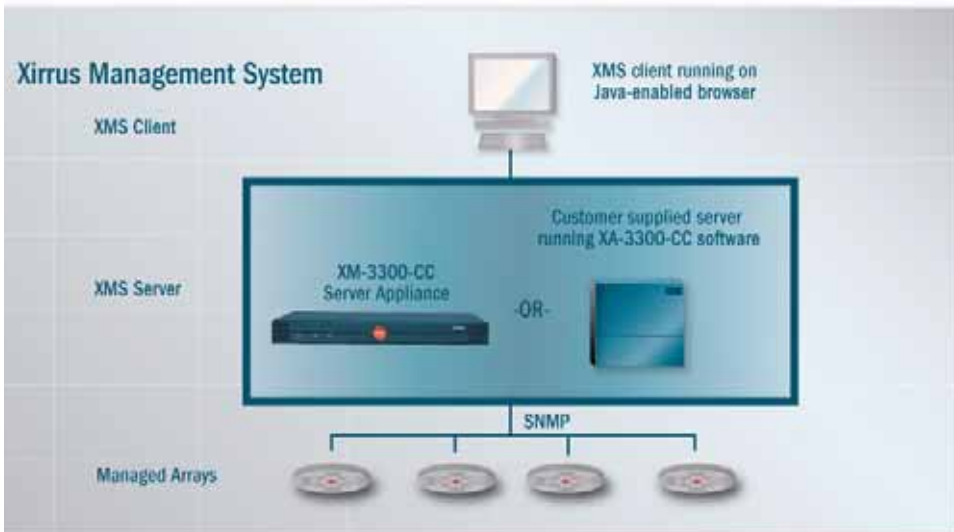 Xirrus Management System
XMS client running on
Java-enabled browser
XMS Client
Customer supplied server
running XA-3300-CC software
XM-3300-CC
Server Appliance
-OR-
XMS Server
SNMP
Managed Arrays